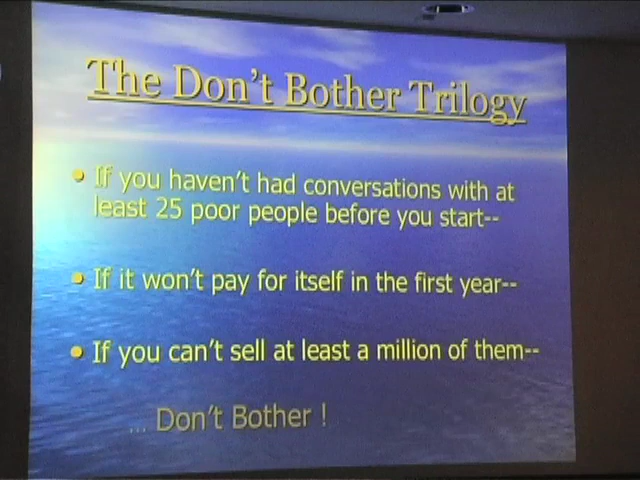 The Don't Bother Trilogy
• If you haven't had conversations with at
least 25 poor people before you start--
• If it won't pay for itself in the first year--
• If you can't sell at least a million of them--
... Don't Bother !